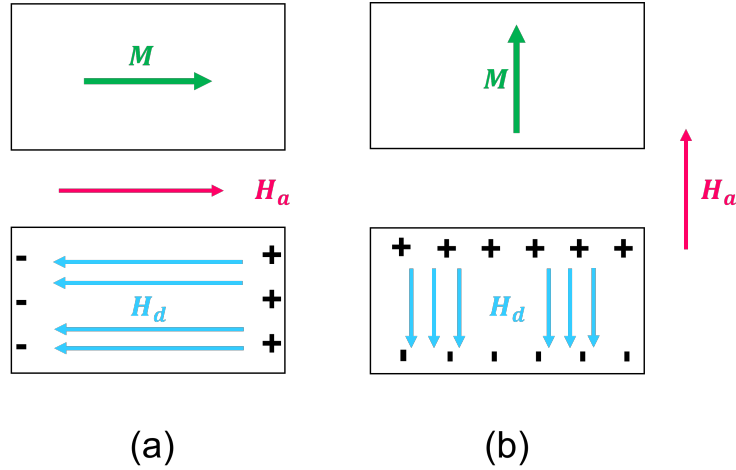 M
M
H_a
H_a
- +
- +
- +
H_d
+ + + + + +
H_d
- - - - - -
(a)
(b)